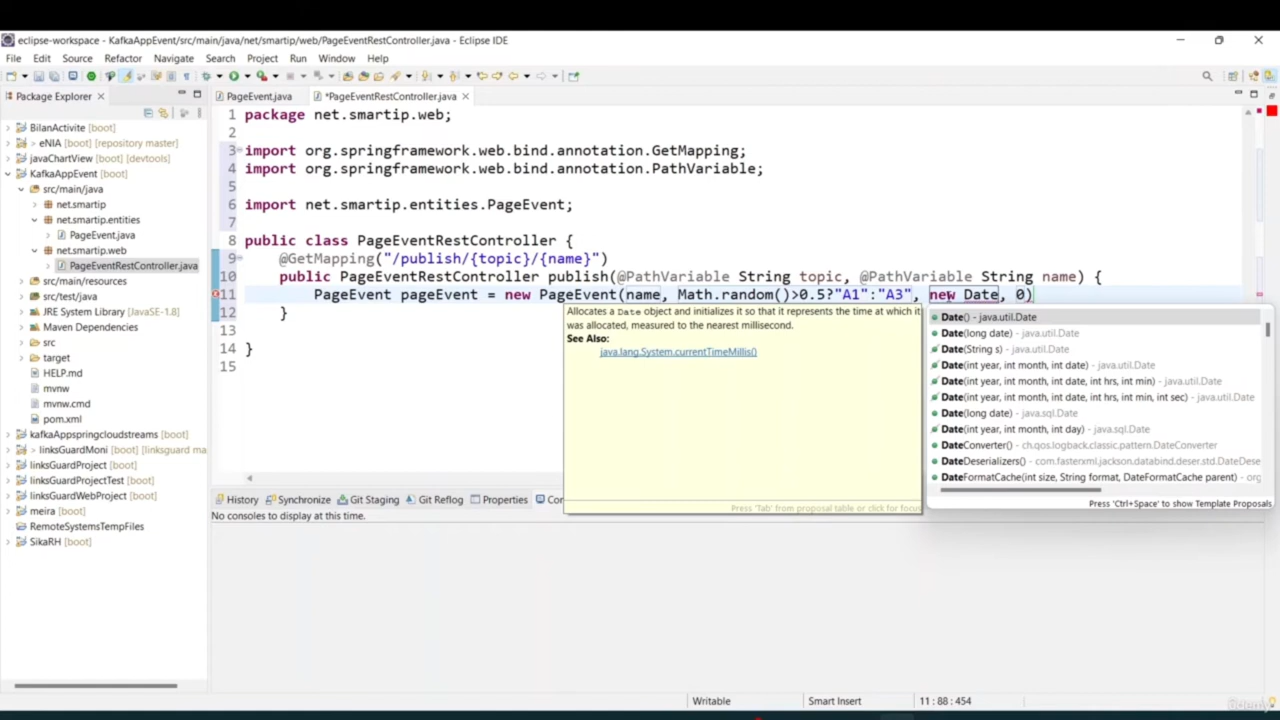 eclipse-workspace - KafkaAppEvent/src/main/java/net/smartip/web/PageEventRestController.java - Eclipse IDE
File Edit Source Refactor Navigate Search Project Run Window Help
Package Explorer
PageEvent.java
*PageEventRestController.java
BilanActivite [boot]
> eNIA [boot] [repository master]
javaChartView [boot] [devtools]
KafkaAppEvent [boot]
src/main/java
net.smartip
net.smartip.entities
PageEvent.java
net.smartip.web
PageEventRestController.java
src/main/resources
src/test/java
JRE System Library [JavaSE-1.8]
Maven Dependencies
src
target
HELP.md
mvnw
mvnw.cmd
pom.xml
kafkaAppspringcloudstreams [boot]
> linksGuardMoni [boot] [linksguard ma
linksGuardProject [boot]
linksGuardProjectTest [boot]
linksGuardWebProject [boot]
meira [boot]
RemoteSystemsTempFiles
SikaRH [boot]
1 package net.smartip.web;
2
3 import org.springframework.web.bind.annotation.GetMapping;
4 import org.springframework.web.bind.annotation.PathVariable;
5
6 import net.smartip.entities.PageEvent;
7
8 public class PageEventRestController {
9 @GetMapping("/publish/{topic}/{name}")
10 public PageEventRestController publish(@PathVariable String topic, @PathVariable String name) {
11 PageEvent pageEvent = new PageEvent(name, Math.random()>0.5?"A1":"A3", new Date, 0)
12 }
13
14 }
15
Allocates a Date object and initializes it so that it represents the time at which it
was allocated, measured to the nearest millisecond.
See Also:
java.lang.System.currentTimeMillis()
Press 'Tab' from proposal table or click for focus
Date() - java.util.Date
Date(long date) - java.util.Date
Date(String s) - java.util.Date
Date(int year, int month, int date) - java.util.Date
Date(int year, int month, int date, int hrs, int min) - java.util.Date
Date(int year, int month, int date, int hrs, int min, int sec) - java.util.Date
Date(long date) - java.sql.Date
Date(int year, int month, int day) - java.sql.Date
DateConverter() - ch.qos.logback.classic.pattern.DateConverter
DateDeserializers() - com.fasterxml.jackson.databind.deser.std.DateDese
DateFormatCache(int size, String format, DateFormatCache parent) - org
Press 'Ctrl+Space' to show Template Proposals
History Synchronize Git Staging Git Reflog Properties Con
No consoles to display at this time.
Writable Smart Insert 11 : 88 : 454
Udemy